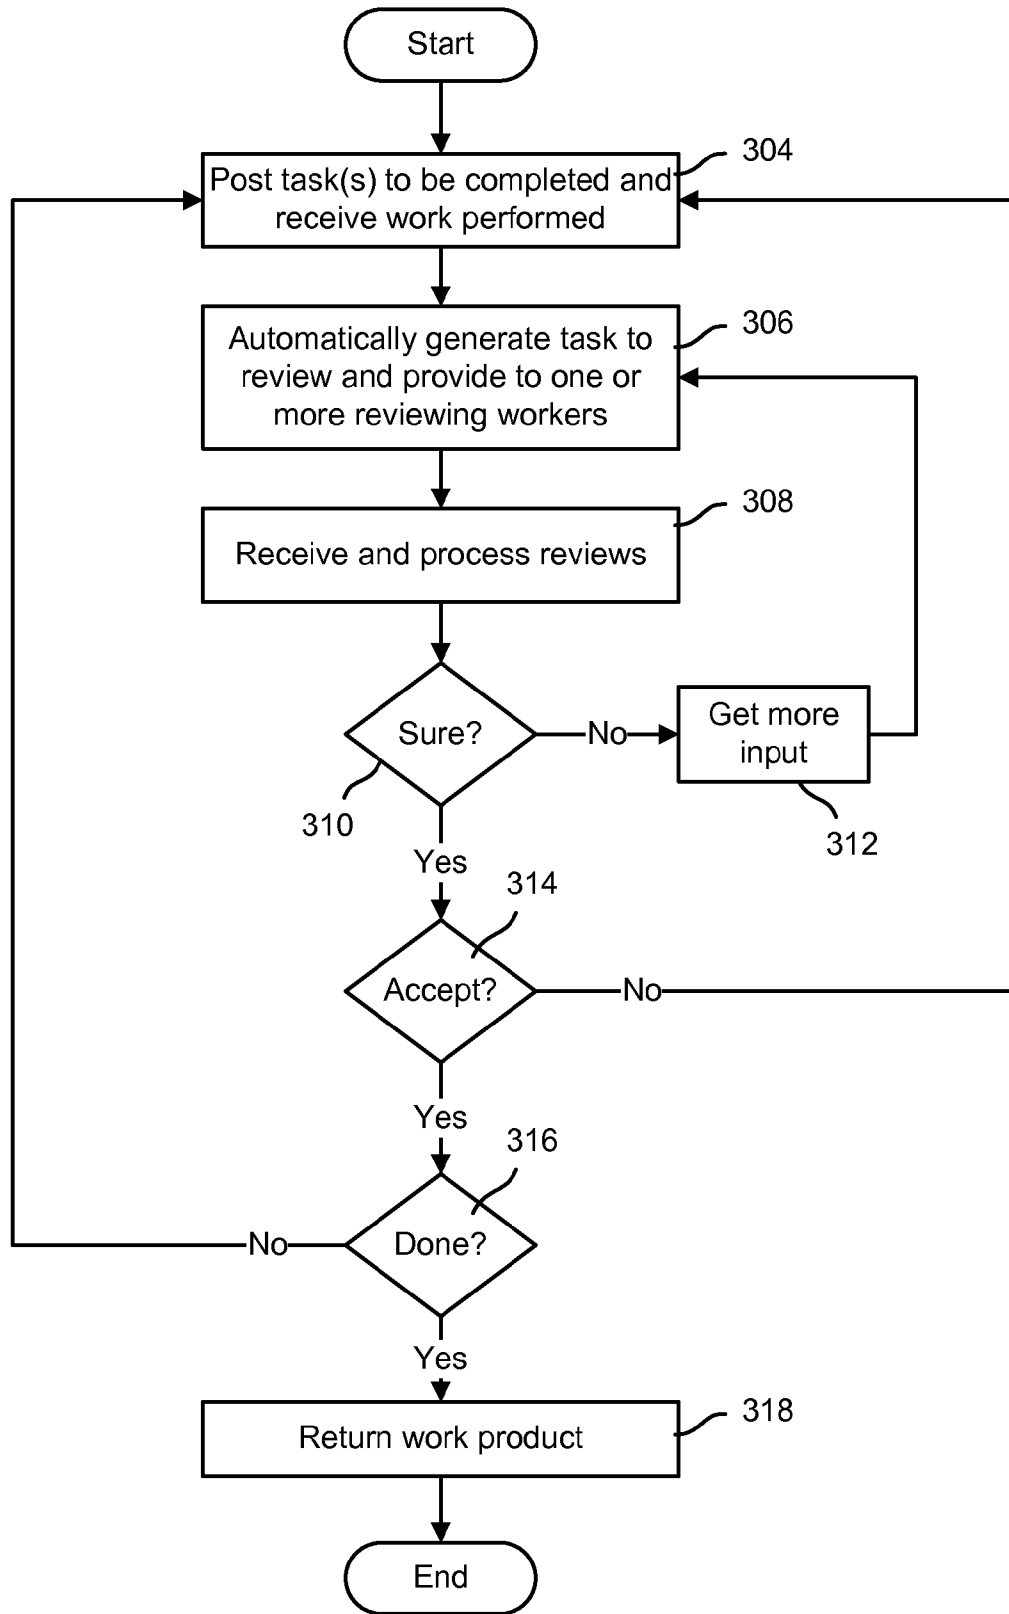 Start
304
Post task(s) to be completed and
receive work performed
306
Automatically generate task to
review and provide to one or
more reviewing workers
308
Receive and process reviews
Sure?
No
Get more
input
310
312
Yes
314
Accept?
No
Yes
316
Done?
No
Yes
318
Return work product
End